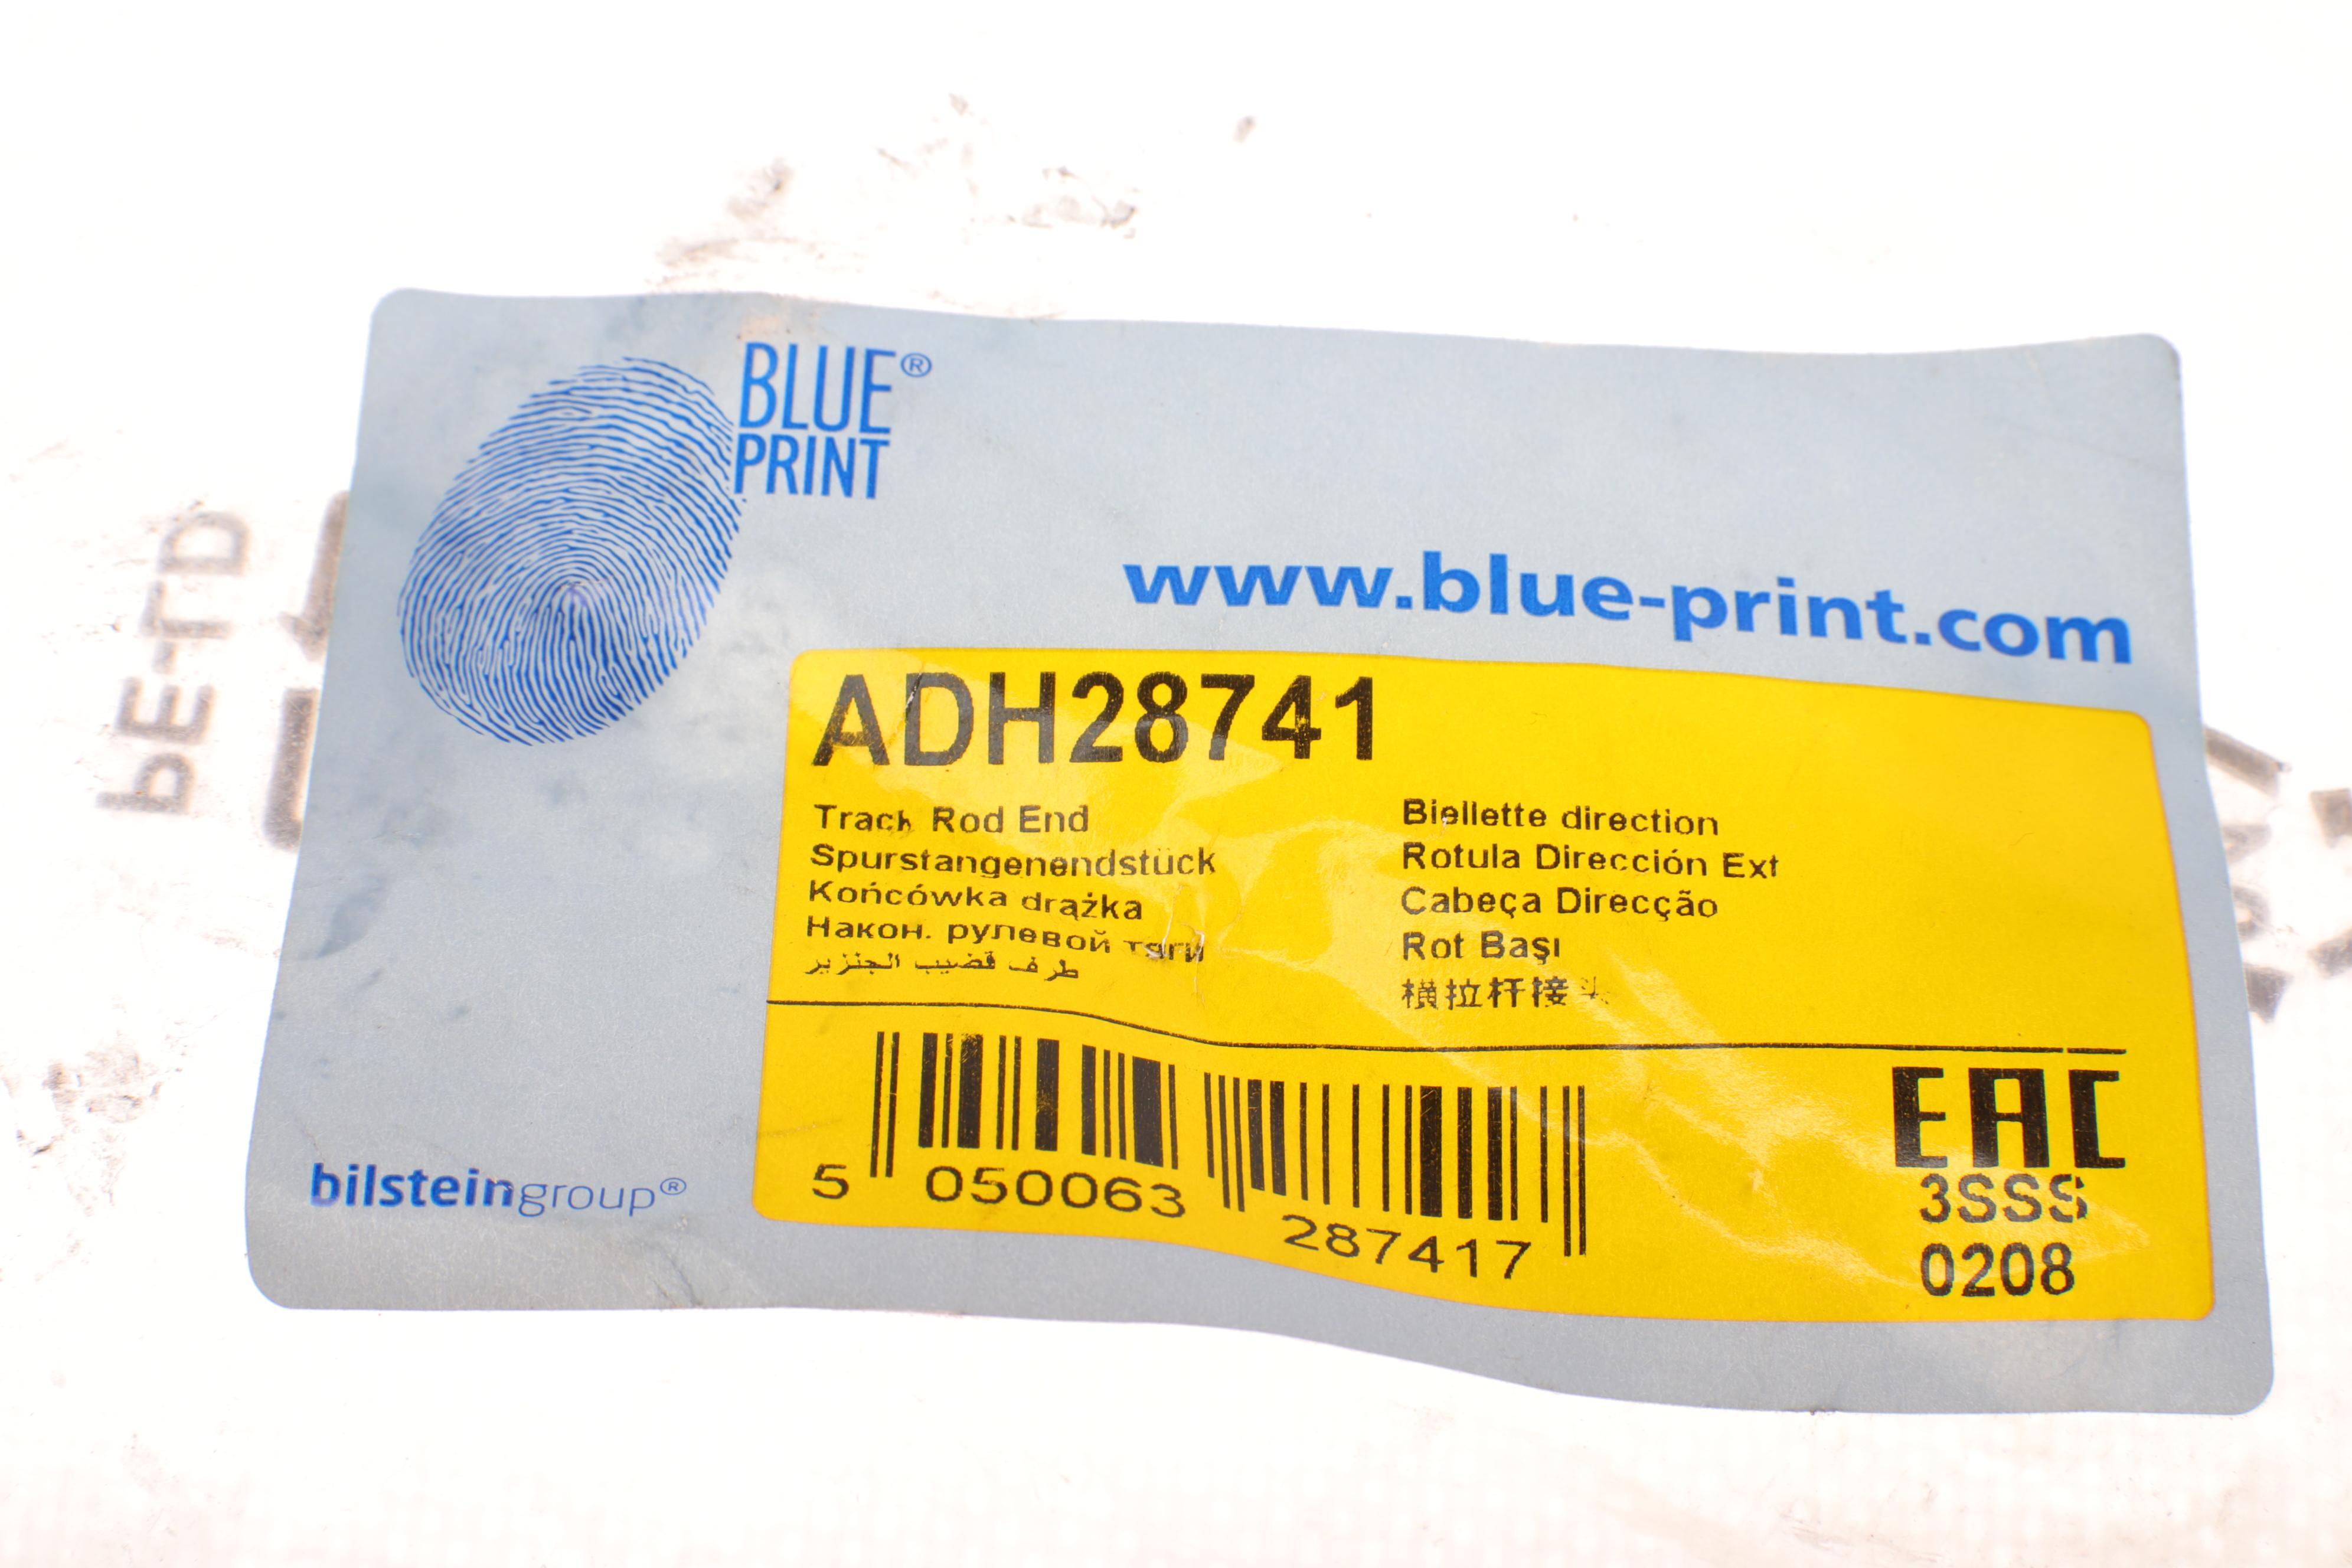 BLUE®
PRINT
www.blue-print.com
ADH28741
Track Rod End
Spurstangenendstück
Końcówka drążka
Након. рулевой тяги
طرف قضيب الجنزير
Biellette direction
Rotula Dirección Ext
Cabeça Direcção
Rot Başı
横拉杆接头
5 050063 287417
EAC
3SSS
0208
bilsteingroup®
PE-TD